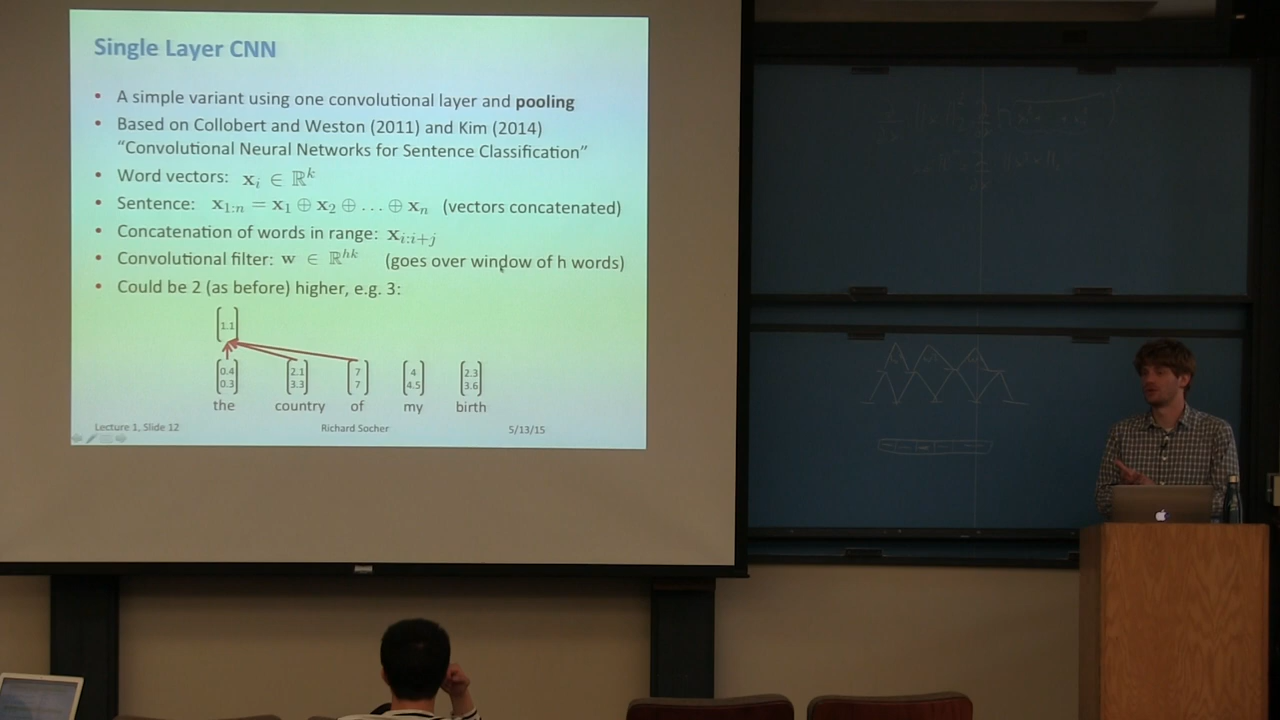 Single Layer CNN
• A simple variant using one convolutional layer and pooling
• Based on Collobert and Weston (2011) and Kim (2014)
“Convolutional Neural Networks for Sentence Classification”
• Word vectors: xᵢ ∈ ℝᵏ
• Sentence: x₁:ₙ = x₁ ⊕ x₂ ⊕ … ⊕ xₙ (vectors concatenated)
• Concatenation of words in range: xᵢ:ᵢ₊ⱼ
• Convolutional filter: w ∈ ℝʰᵏ (goes over window of h words)
• Could be 2 (as before) higher, e.g. 3:
1.1
0.4 2.1 7 4 2.3
0.3 3.3 7 4.5 3.6
the country of my birth
Lecture 1, Slide 12 Richard Socher 5/13/15